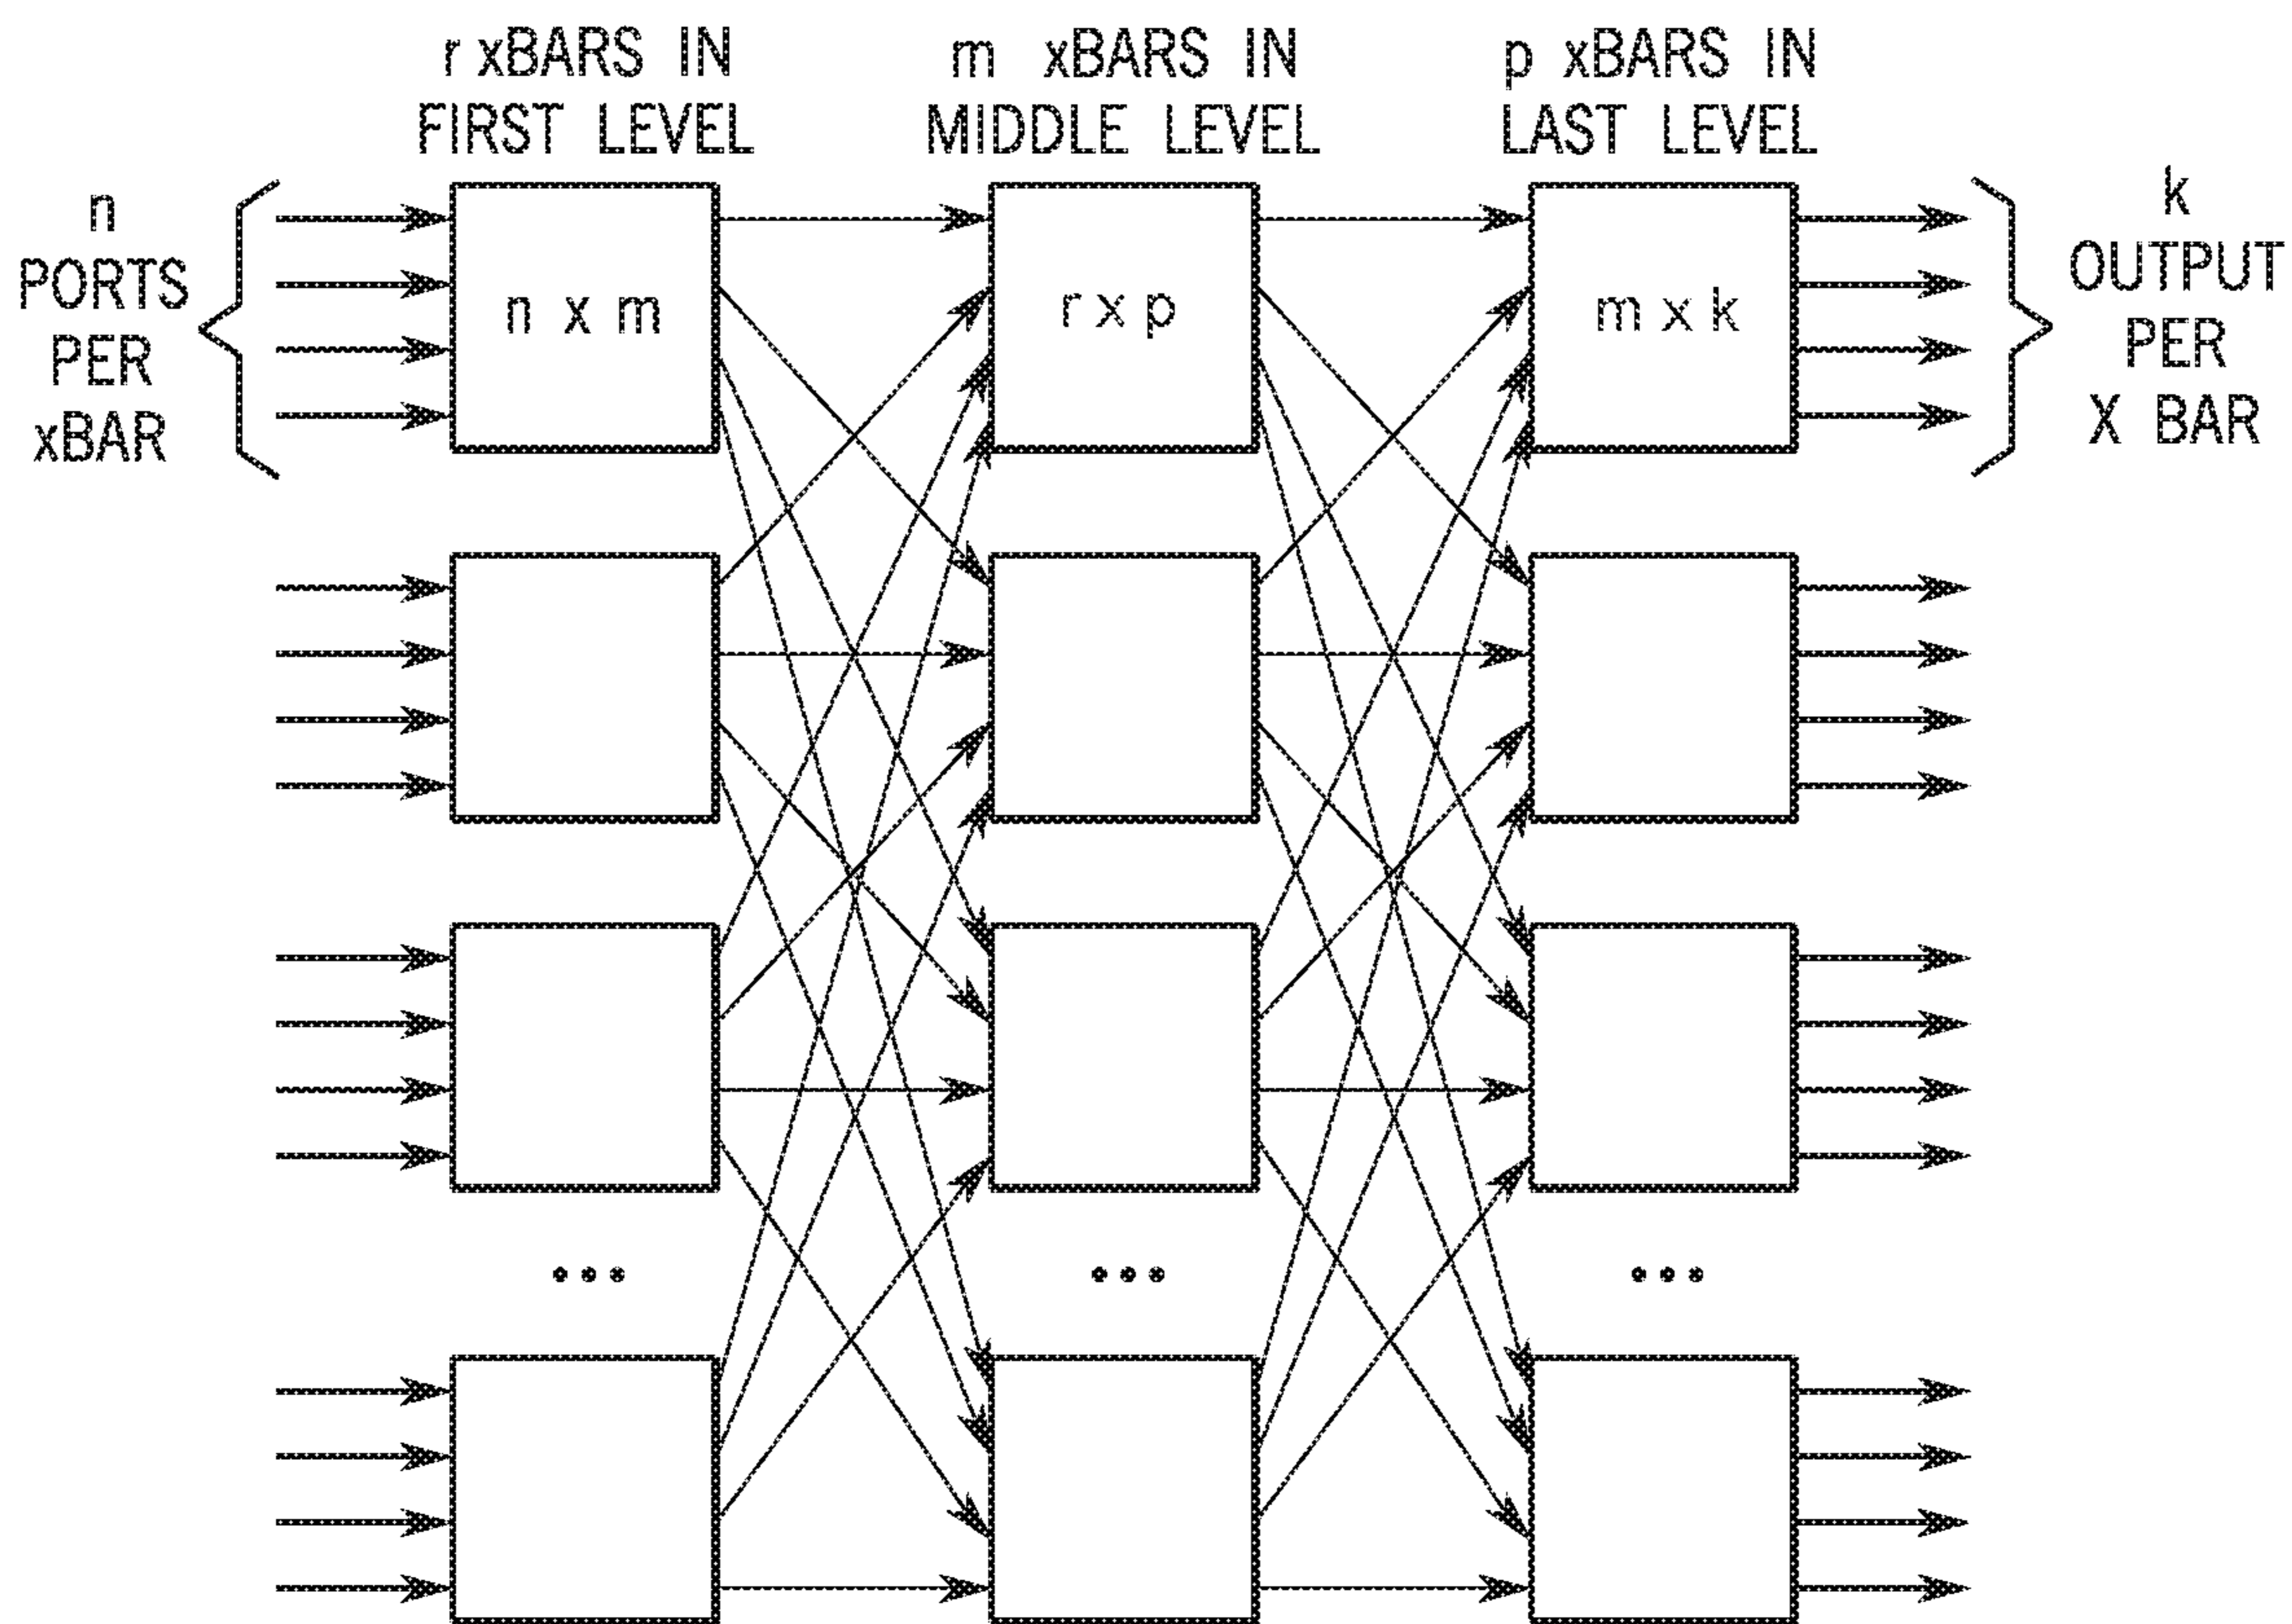 r xBARS IN
FIRST LEVEL
m xBARS IN
MIDDLE LEVEL
p xBARS IN
LAST LEVEL
n
PORTS
PER
xBAR
n x m
r x p
m x k
k
OUTPUT
PER
X BAR
•••
•••
•••